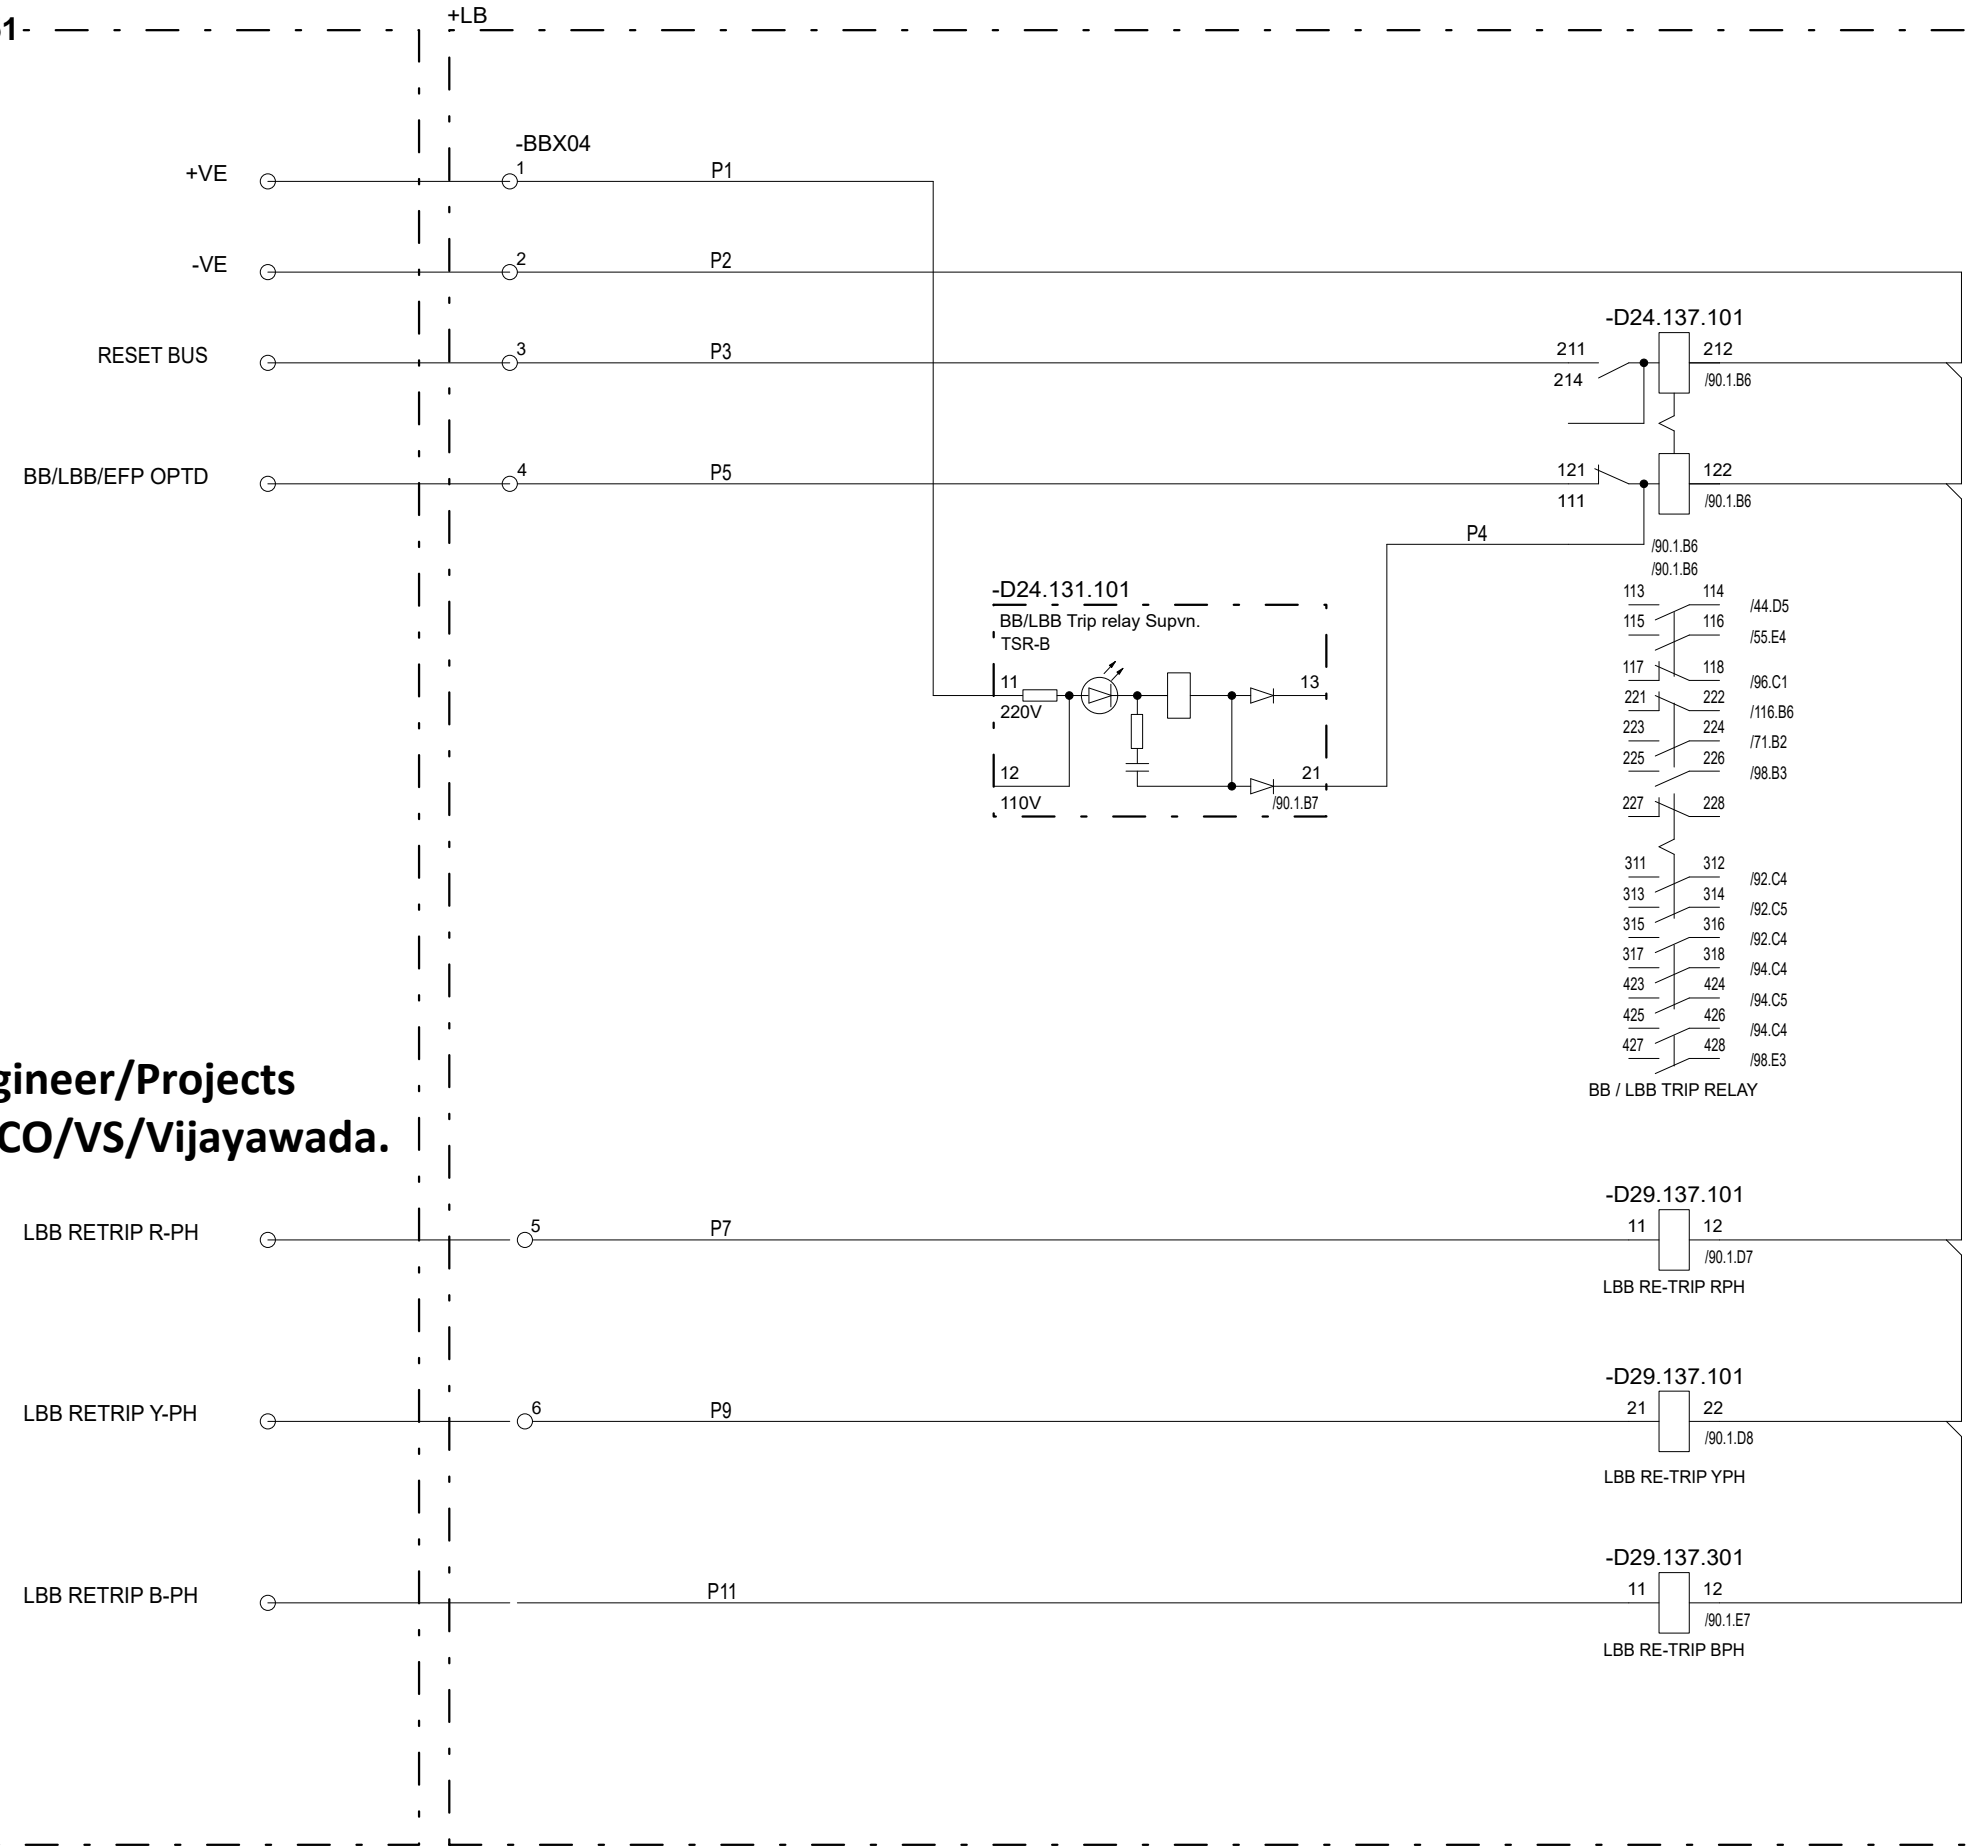 +LB
-BBX04
+VE 1 P1
-VE 2 P2
-D24.137.101
RESET BUS 3 P3 211 212
214 /90.1.B6
BB/LBB/EFP OPTD 4 P5 121 122
111 /90.1.B6
P4
/90.1.B6
/90.1.B6
-D24.131.101
BB/LBB Trip relay Supvn.
TSR-B
11 13
220V
12 21
110V /90.1.B7
113 114 /44.D5
115 116 /55.E4
117 118 /96.C1
221 222 /116.B6
223 224 /71.B2
225 226 /98.B3
227 228
311 312 /92.C4
313 314 /92.C5
315 316 /92.C4
317 318 /94.C4
423 424 /94.C5
425 426 /94.C4
427 428 /98.E3
BB / LBB TRIP RELAY
gineer/Projects
CO/VS/Vijayawada.
-D29.137.101
LBB RETRIP R-PH 5 P7 11 12
/90.1.D7
LBB RE-TRIP RPH
-D29.137.101
LBB RETRIP Y-PH 6 P9 21 22
/90.1.D8
LBB RE-TRIP YPH
-D29.137.301
LBB RETRIP B-PH P11 11 12
/90.1.E7
LBB RE-TRIP BPH